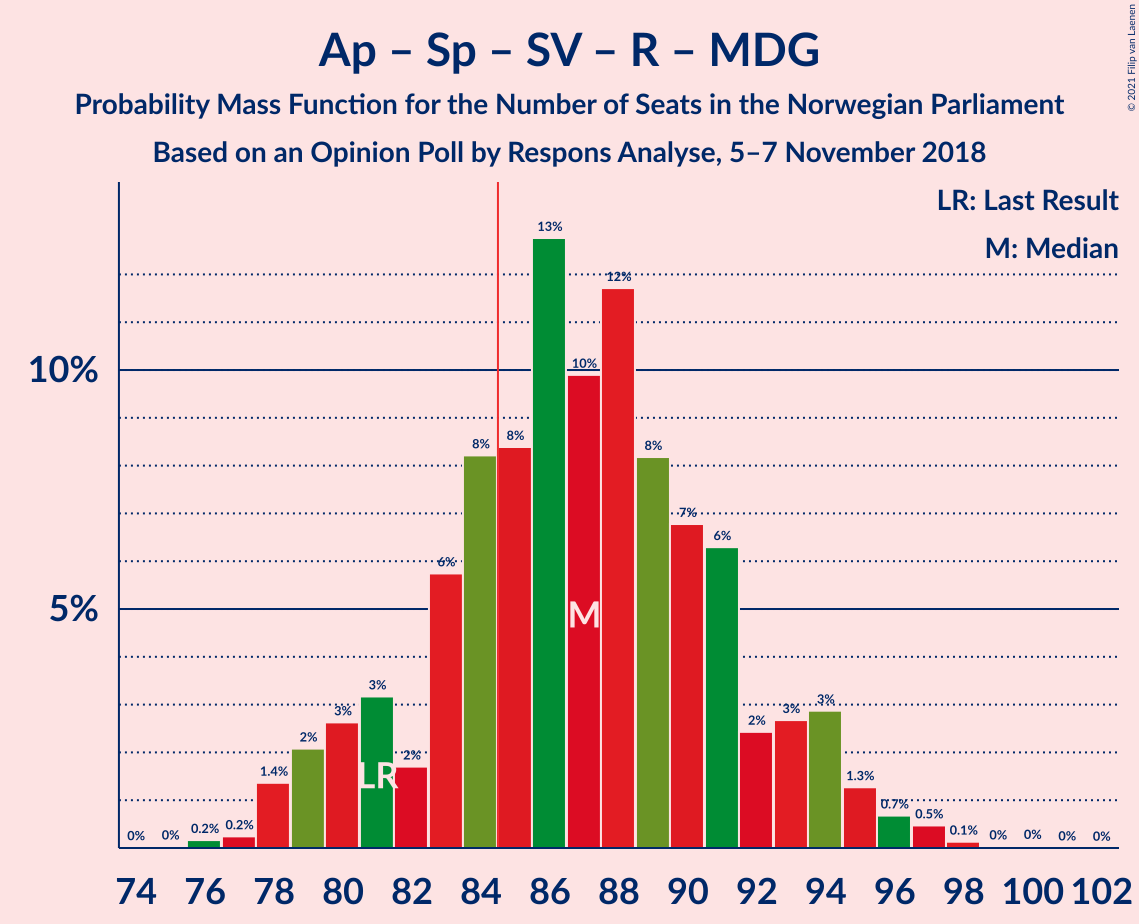 Ap – Sp – SV – R – MDG
Probability Mass Function for the Number of Seats in the Norwegian Parliament
Based on an Opinion Poll by Respons Analyse, 5–7 November 2018
© 2021 Filip van Laenen
LR: Last Result
M: Median
10%
5%
0% 0% 0.2% 0.2% 1.4% 2% 3% 3% 2% 6% 8% 8% 13% 10% 12% 8% 7% 6% 2% 3% 3% 1.3% 0.7% 0.5% 0.1% 0% 0% 0% 0%
LR
M
74 76 78 80 82 84 86 88 90 92 94 96 98 100 102